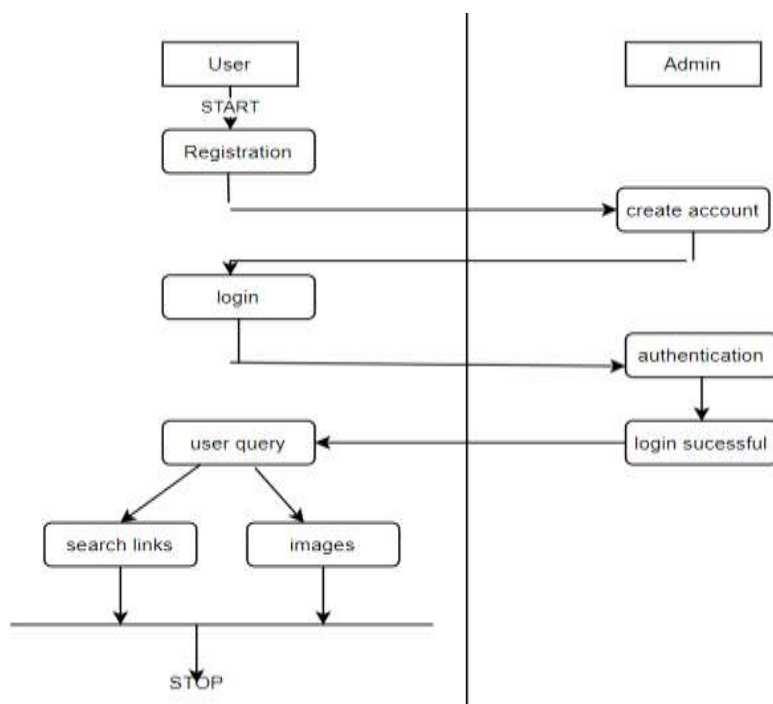 User
Admin
START
Registration
create account
login
authentication
user query
login sucessful
search links
images
STOP